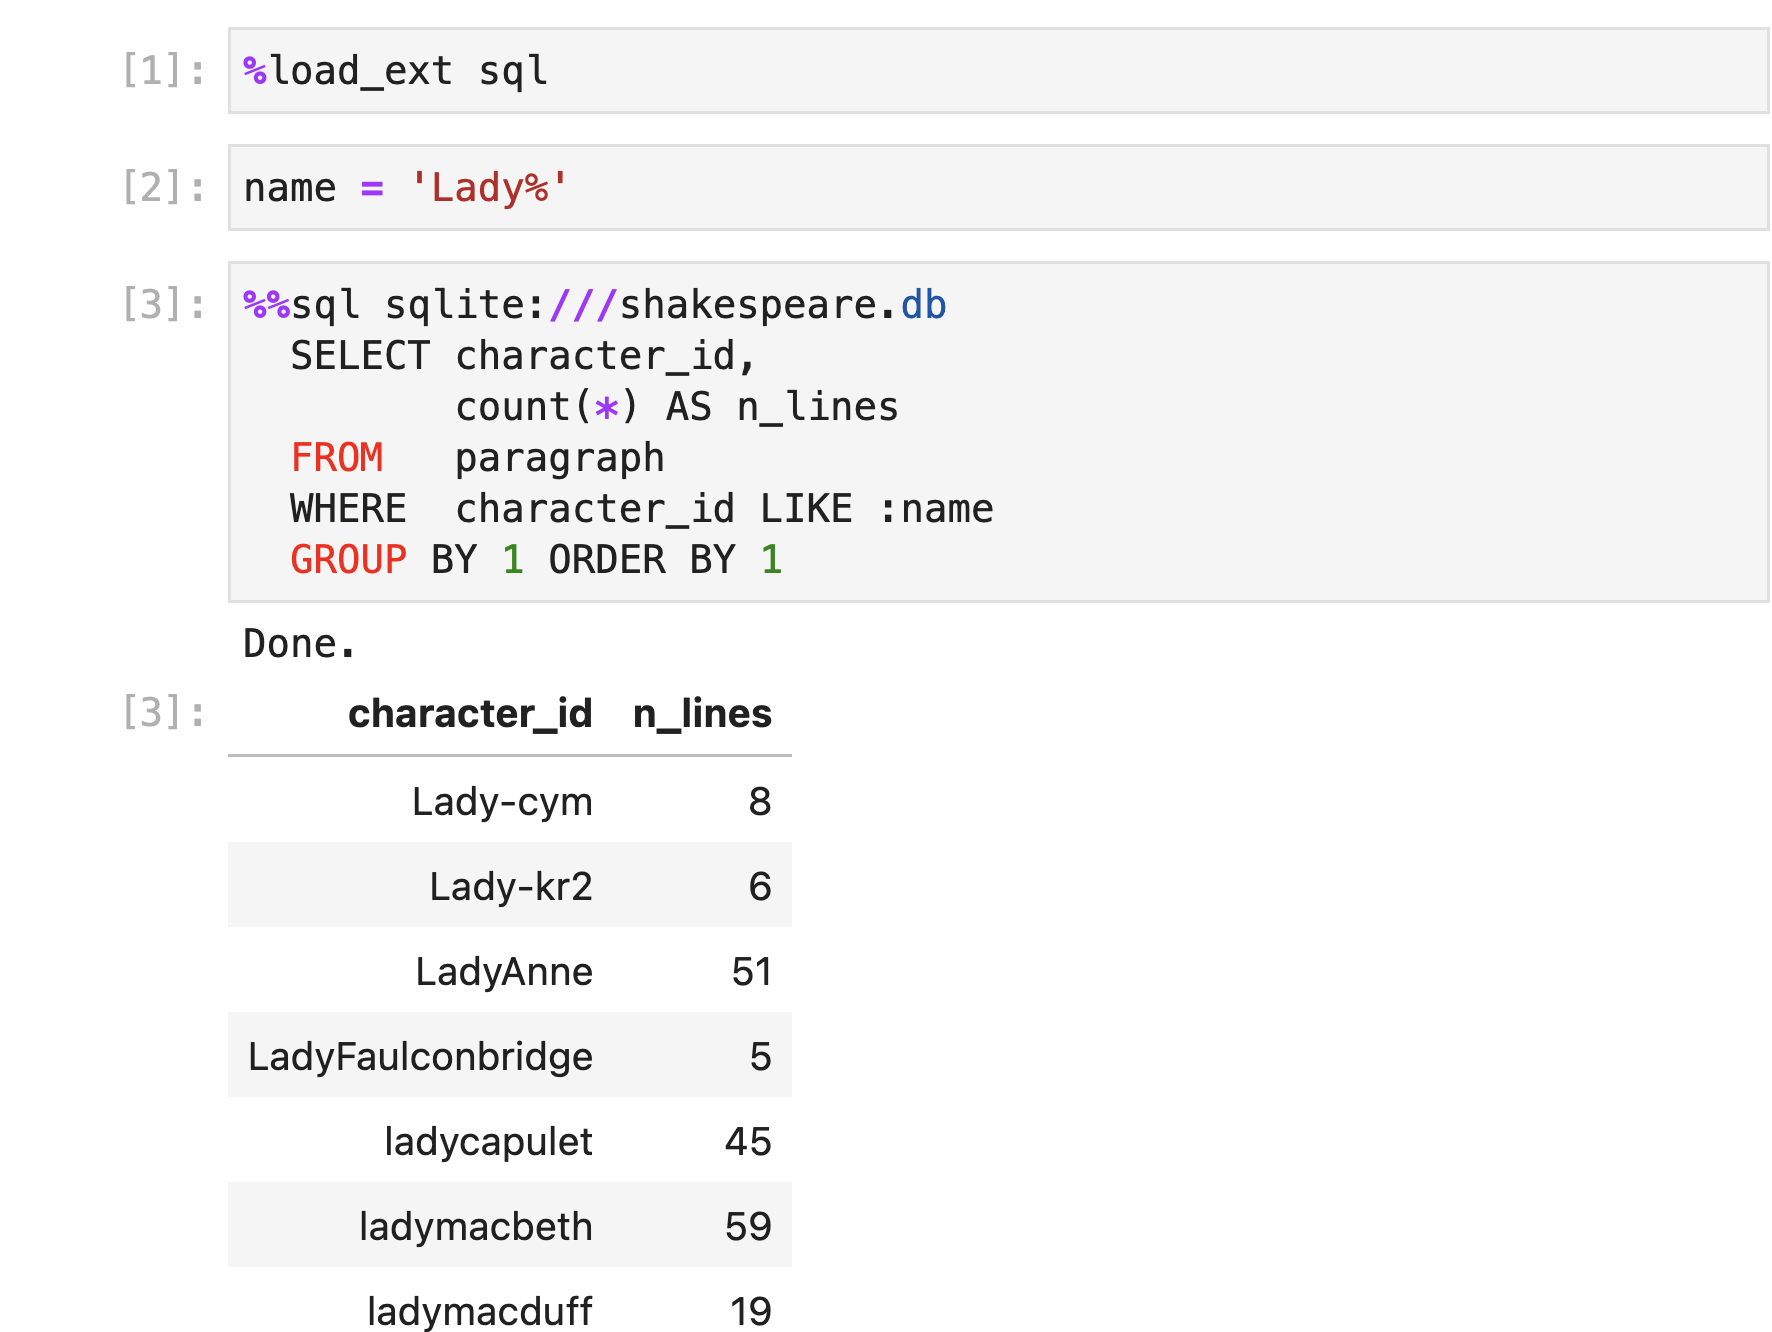 [1]: %load_ext sql
[2]: name = 'Lady%'
[3]: %%sql sqlite:///shakespeare.db
SELECT character_id,
count(*) AS n_lines
FROM paragraph
WHERE character_id LIKE :name
GROUP BY 1 ORDER BY 1
Done.
[3]: character_id n_lines
Lady-cym 8
Lady-kr2 6
LadyAnne 51
LadyFaulconbridge 5
ladycapulet 45
ladymacbeth 59
ladymacduff 19